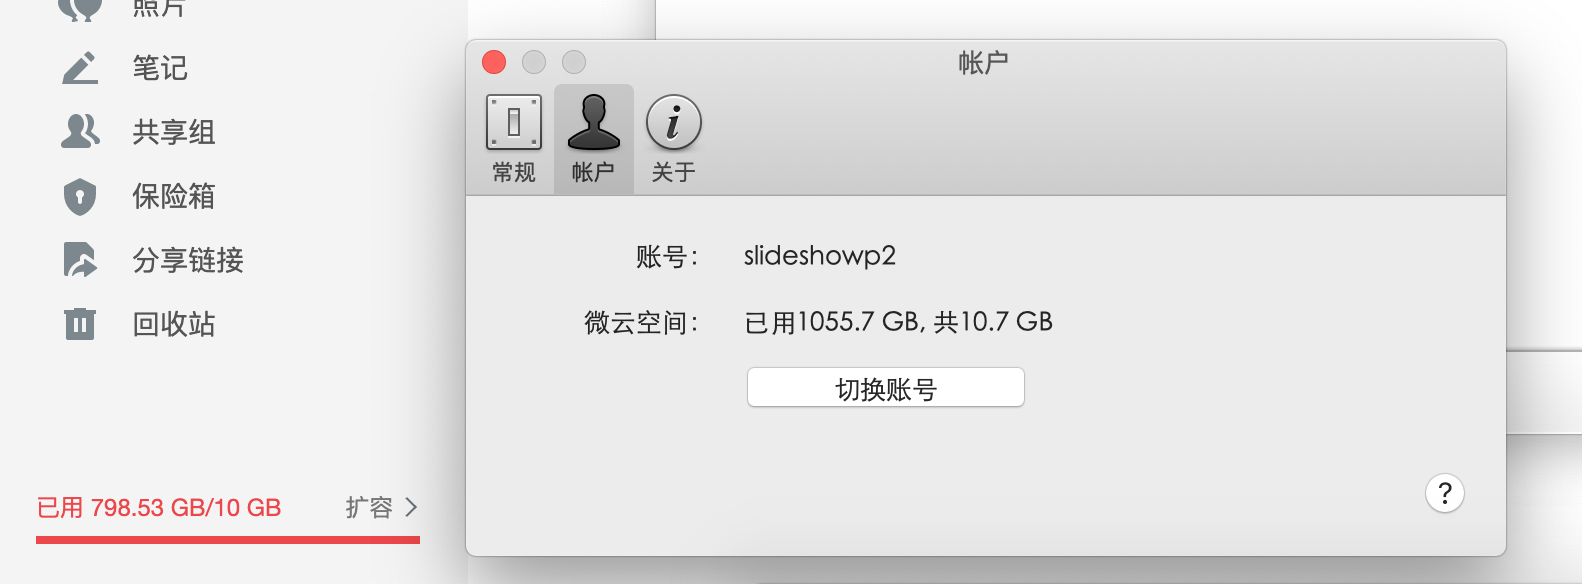 照片
笔记
共享组
保险箱
分享链接
回收站
已用 798.53 GB/10 GB
扩容
帐户
常规
帐户
关于
账号：
slideshowp2
微云空间：
已用1055.7 GB, 共10.7 GB
切换账号
?